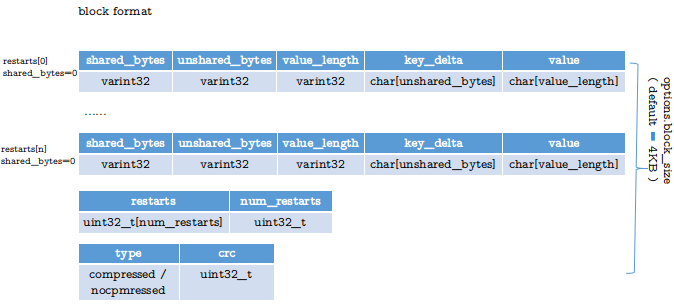 block format
restarts[0]
shared_bytes==0
shared_bytes unshared_bytes value_length key_delta value
varint32 varint32 varint32 char[unshared_bytes] char[value_length]
......
restarts[n]
shared_bytes==0
shared_bytes unshared_bytes value_length key_delta value
varint32 varint32 varint32 char[unshared_bytes] char[value_length]
restarts num_restarts
uint32_t[num_restarts] uint32_t
type crc
compressed / uint32_t
nocpmressed
options.block_size
( default = 4KB )